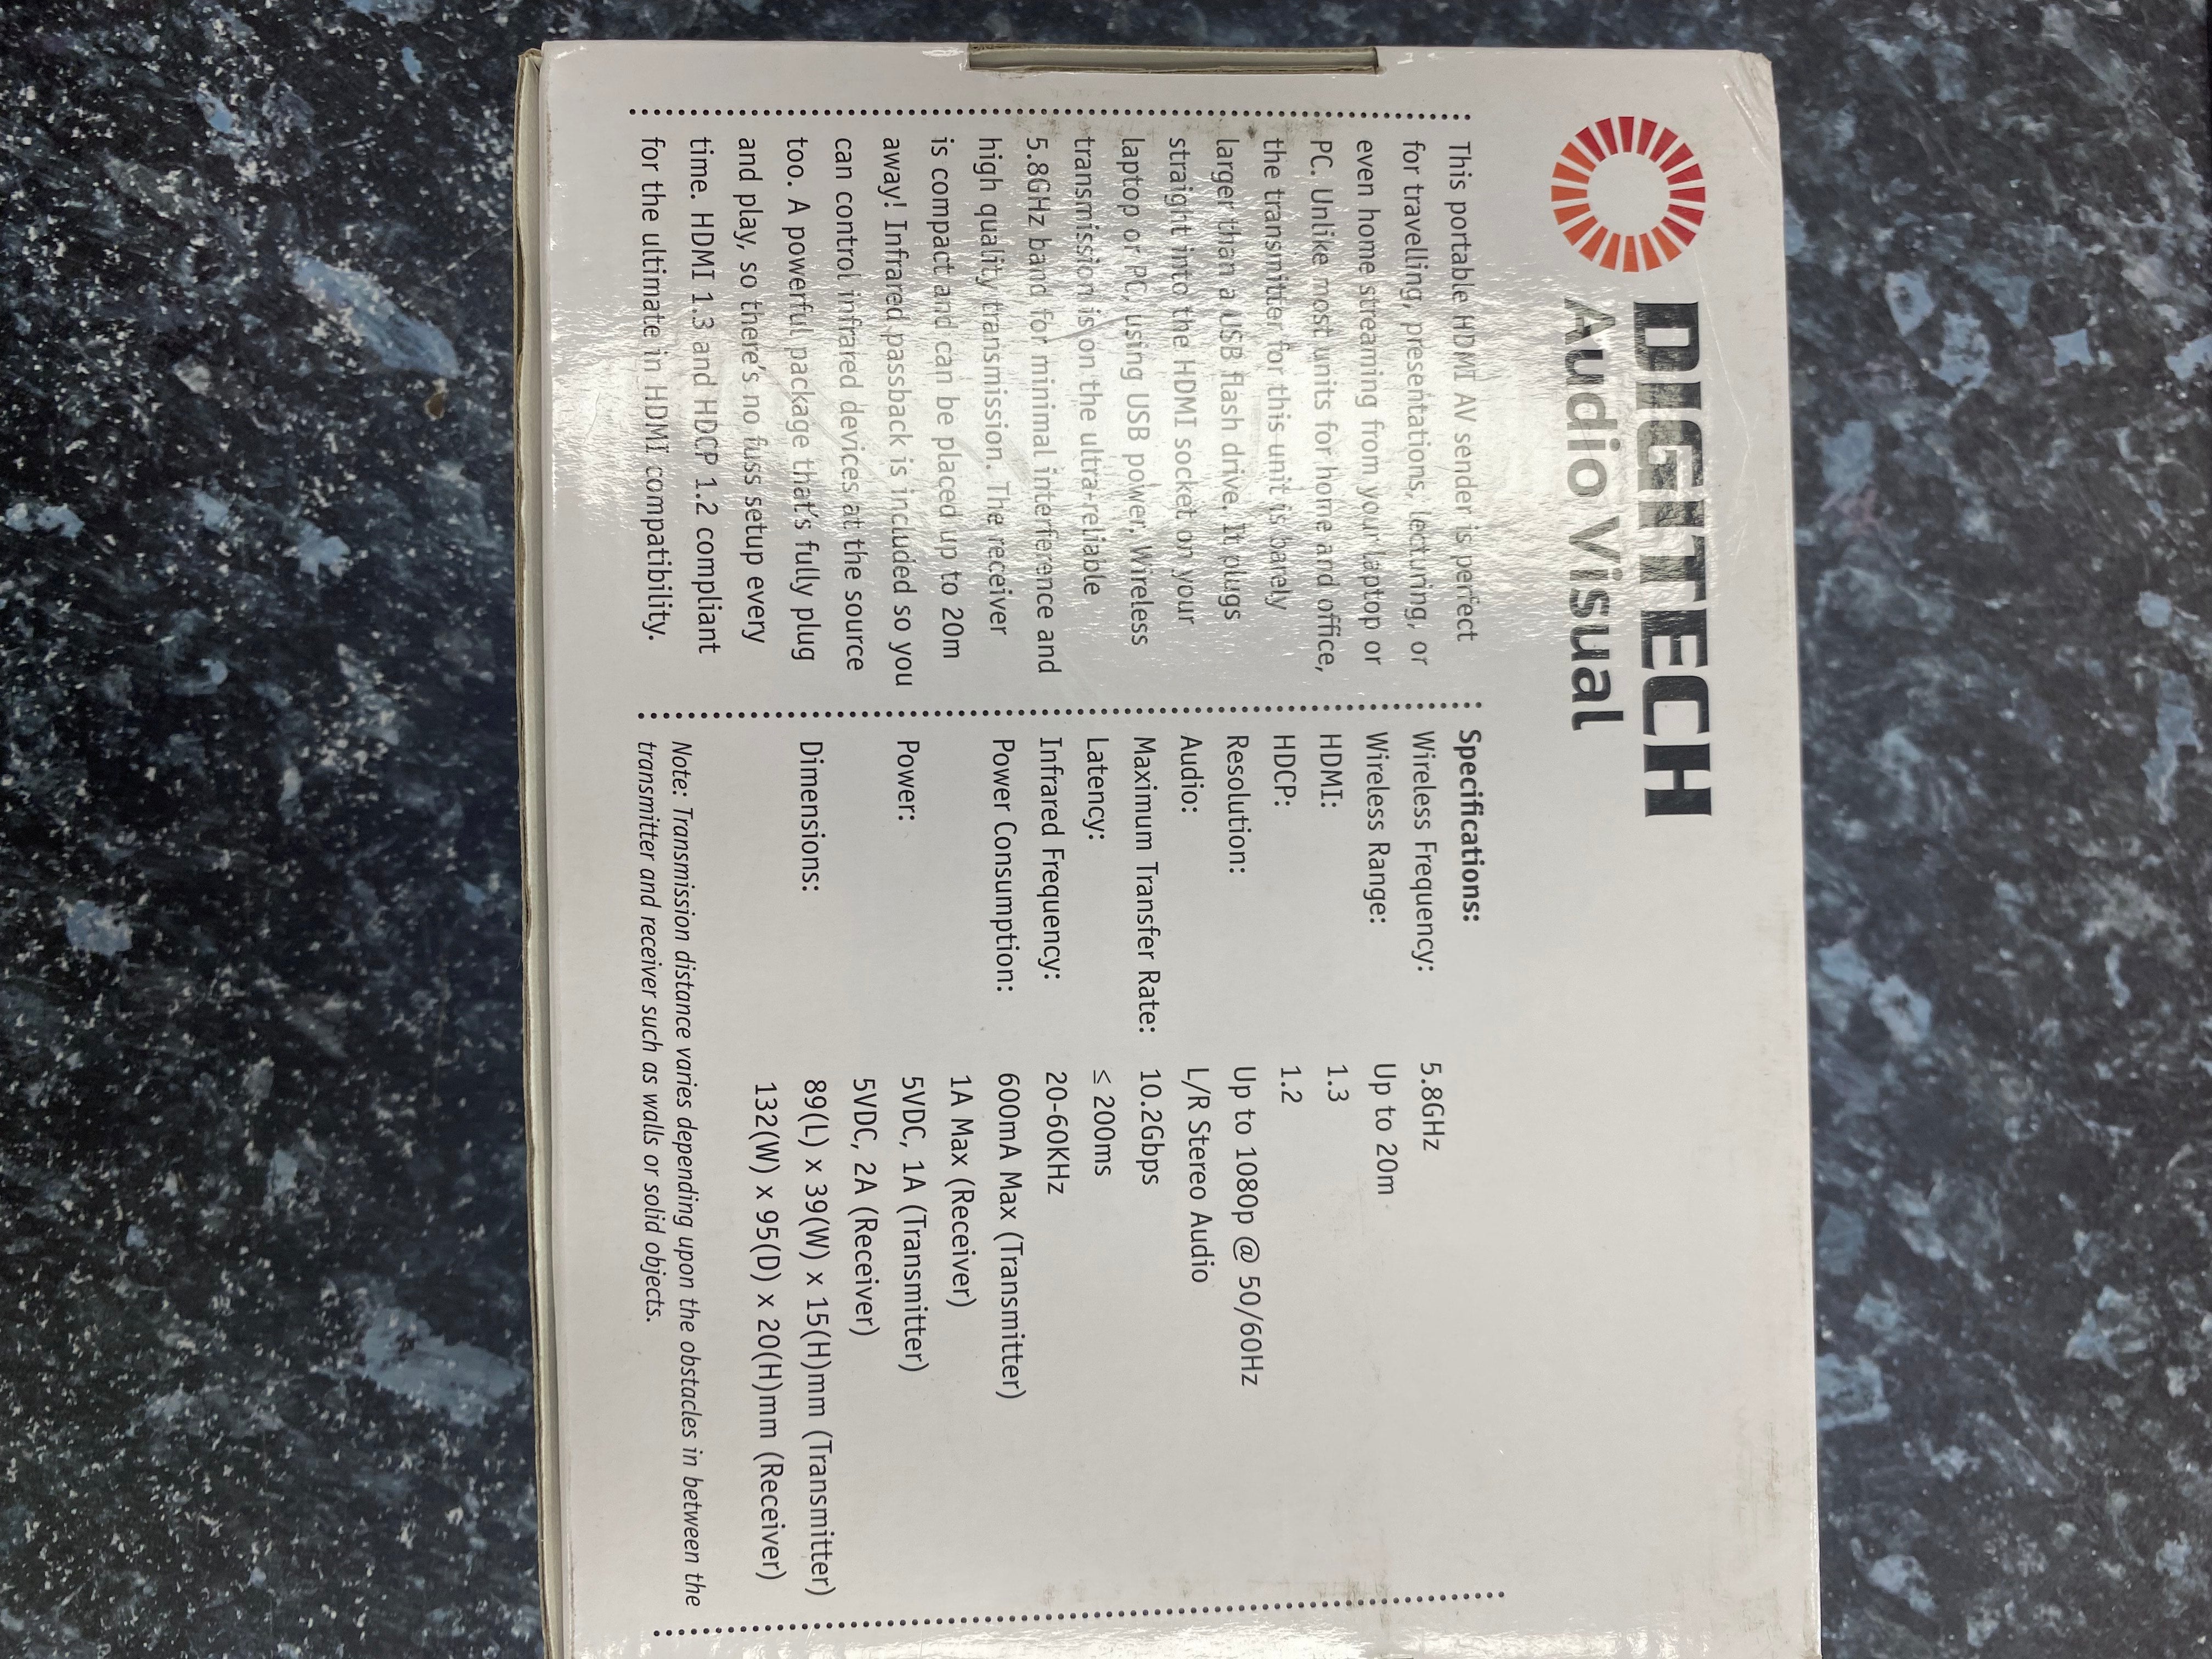 DIGITECH
Audio Visual
This portable HDMI AV sender is perfect
for travelling, presentations, lecturing, or
even home streaming from your laptop or
PC. Unlike most units for home and office,
the transmitter for this unit is barely
larger than a USB flash drive. It plugs
straight into the HDMI socket on your
laptop or PC, using USB power. Wireless
transmission is on the ultra-reliable
5.8GHz band for minimal interference and
high quality transmission. The receiver
is compact and can be placed up to 20m
away! Infrared passback is included so you
can control infrared devices at the source
too. A powerful package that's fully plug
and play, so there's no fuss setup every
time. HDMI 1.3 and HDCP 1.2 compliant
for the ultimate in HDMI compatibility.
Specifications:
Wireless Frequency: 5.8GHz
Wireless Range: Up to 20m
HDMI: 1.3
HDCP: 1.2
Resolution: Up to 1080p @ 50/60Hz
Audio: L/R Stereo Audio
Maximum Transfer Rate: 10.2Gbps
Latency: ≤ 200ms
Infrared Frequency: 20-60KHz
Power Consumption: 600mA Max (Transmitter)
1A Max (Receiver)
Power: 5VDC, 1A (Transmitter)
5VDC, 2A (Receiver)
Dimensions: 89(L) x 39(W) x 15(H)mm (Transmitter)
132(W) x 95(D) x 20(H)mm (Receiver)
Note: Transmission distance varies depending upon the obstacles in between the
transmitter and receiver such as walls or solid objects.